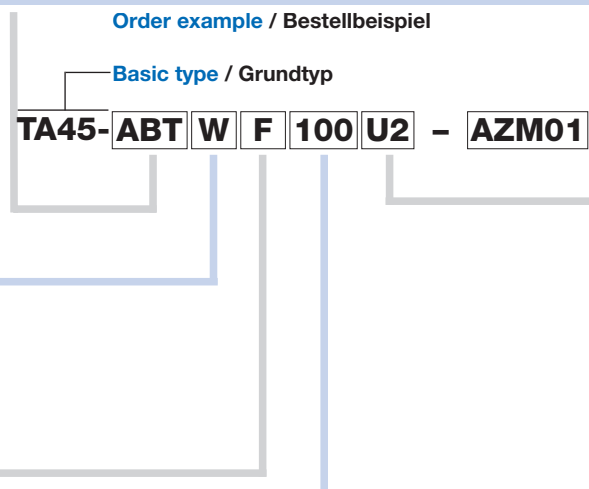 Order example / Bestellbeispiel
Basic type / Grundtyp
TA45- ABT W F 100 U2 – AZM01